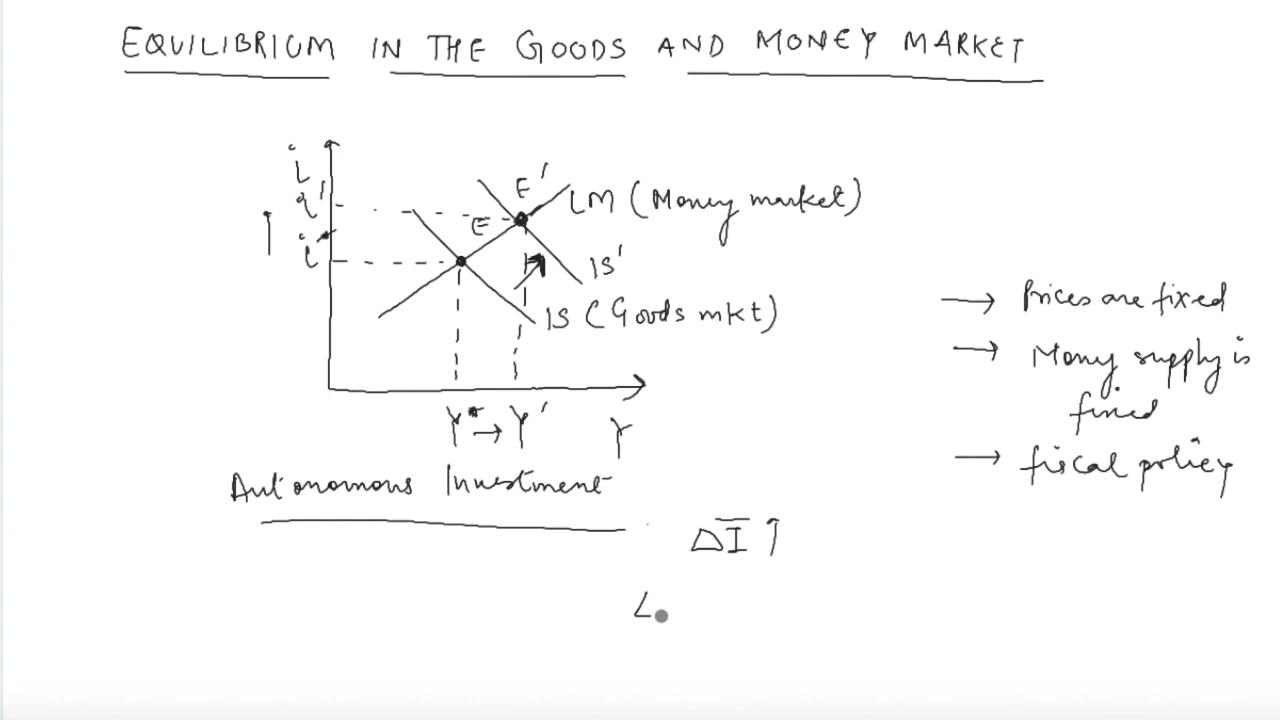 EQUILIBRIUM IN THE GOODS AND MONEY MARKET
i
i'
i*
E'
E
LM (Money market)
IS'
IS (Goods mkt)
Y* → Y'
Y
→ Prices are fixed
→ Money supply is
fixed
→ fiscal policy
Autonomous Investment
ΔI̅ ↑